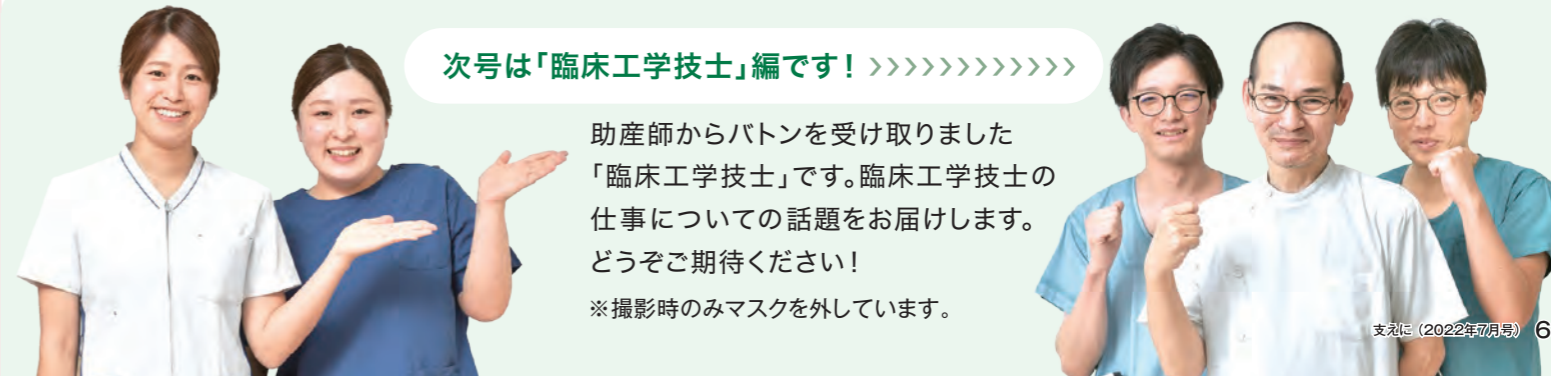 次号は「臨床工学技士」編です! >>>>>>>>>>>>
助産師からバトンを受け取りました
「臨床工学技士」です。臨床工学技士の
仕事についての話題をお届けします。
どうぞご期待ください!
※撮影時のみマスクを外しています。
支えに(2022年7月号) 6